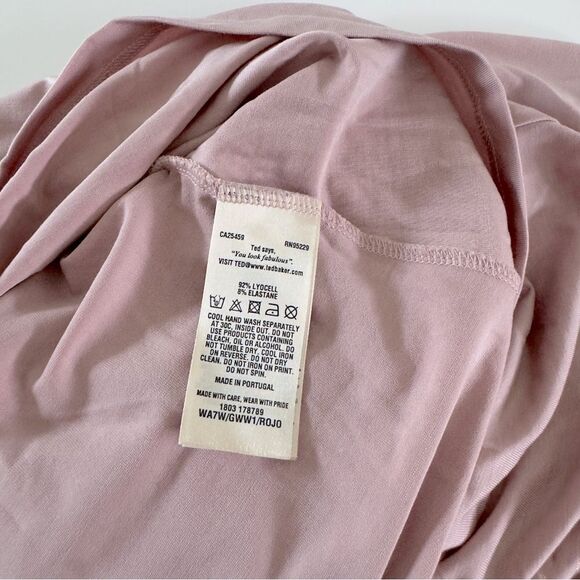 CA25459 RN95229
Ted says,
"You look fabulous".
VISIT TED@www.tedbaker.com
92% LYOCELL
8% ELASTANE
COOL HAND WASH SEPARATELY
AT 30C, INSIDE OUT. DO NOT
USE PRODUCTS CONTAINING
BLEACH, OIL OR ALCOHOL. DO
NOT TUMBLE DRY. COOL IRON
ON REVERSE. DO NOT DRY
CLEAN. DO NOT IRON ON PRINT.
DO NOT SPIN.
MADE IN PORTUGAL
MADE WITH CARE, WEAR WITH PRIDE
1803 178789
WA7W/GWW1/ROJO